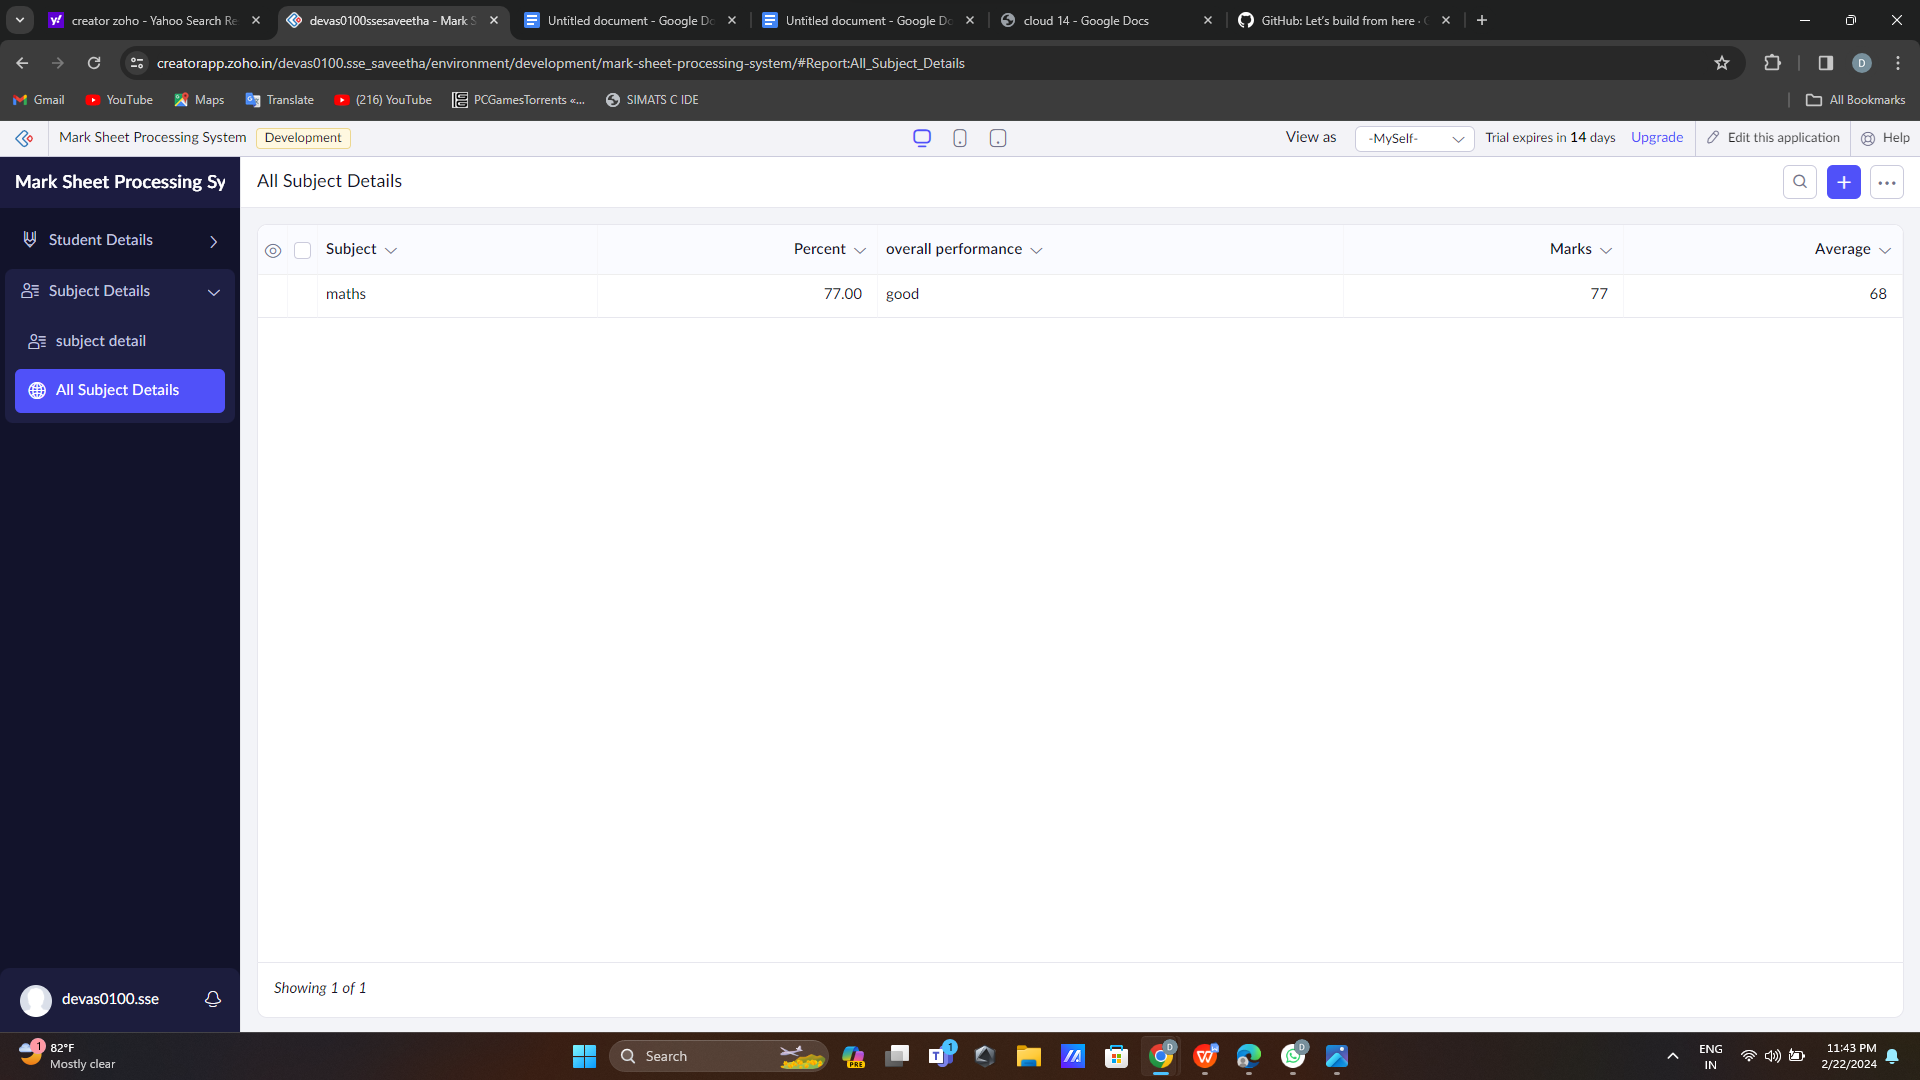 creator zoho - Yahoo Search Re
devas0100ssesaveetha - Mark S
Untitled document - Google Do
Untitled document - Google Do
cloud 14 - Google Docs
GitHub: Let's build from here ·
creatorapp.zoho.in/devas0100.sse_saveetha/environment/development/mark-sheet-processing-system/#Report:All_Subject_Details
D
Gmail
YouTube
Maps
Translate
(216) YouTube
PCGamesTorrents «...
SIMATS C IDE
All Bookmarks
Mark Sheet Processing System
Development
View as
-MySelf-
Trial expires in 14 days
Upgrade
Edit this application
Help
Mark Sheet Processing Sy
All Subject Details
Student Details
Subject Details
subject detail
All Subject Details
Subject Percent overall performance Marks Average
maths 77.00 good 77 68
Showing 1 of 1
devas0100.sse
1
82°F
Mostly clear
Search
PRE
1
D
D
ENG
IN
11:43 PM
2/22/2024